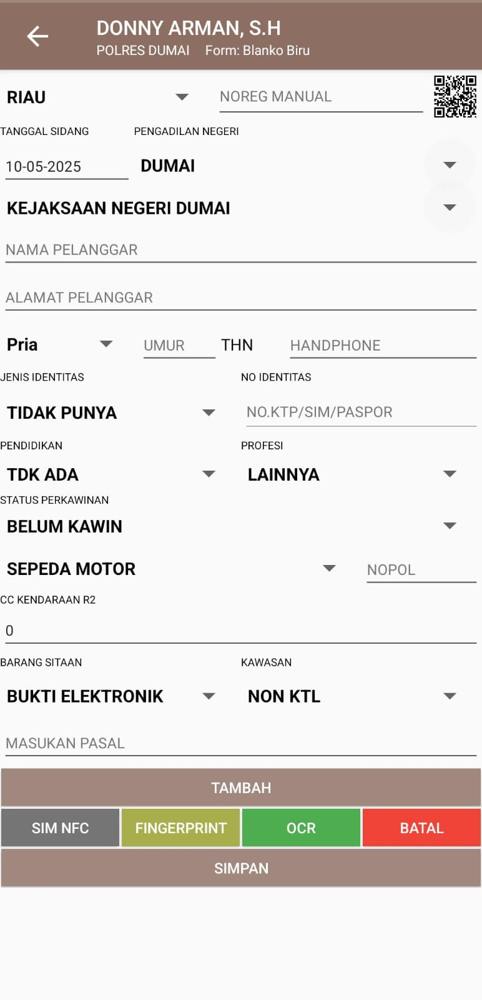 DONNY ARMAN, S.H
POLRES DUMAI Form: Blanko Biru
RIAU NOREG MANUAL
TANGGAL SIDANG PENGADILAN NEGERI
10-05-2025 DUMAI
KEJAKSAAN NEGERI DUMAI
NAMA PELANGGAR
ALAMAT PELANGGAR
Pria UMUR THN HANDPHONE
JENIS IDENTITAS NO IDENTITAS
TIDAK PUNYA NO.KTP/SIM/PASPOR
PENDIDIKAN PROFESI
TDK ADA LAINNYA
STATUS PERKAWINAN
BELUM KAWIN
SEPEDA MOTOR NOPOL
CC KENDARAAN R2
0
BARANG SITAAN KAWASAN
BUKTI ELEKTRONIK NON KTL
MASUKAN PASAL
TAMBAH
SIM NFC FINGERPRINT OCR BATAL
SIMPAN